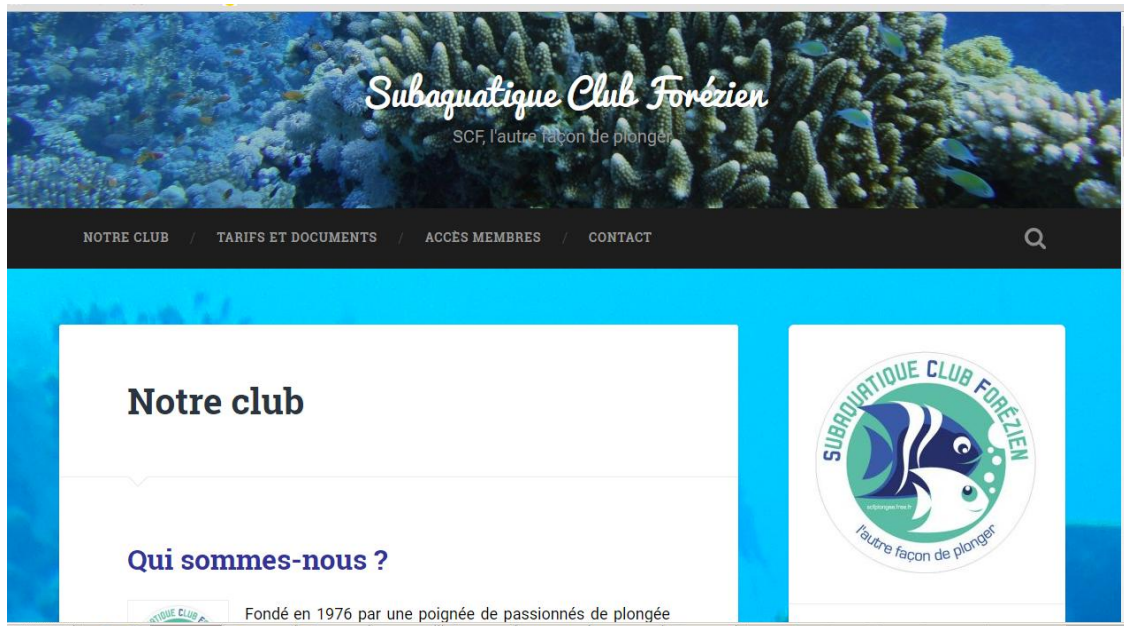 Subaquatique Club Forézien
SCF, l'autre façon de plonger
NOTRE CLUB / TARIFS ET DOCUMENTS / ACCÈS MEMBRES / CONTACT
Notre club
Qui sommes-nous ?
Fondé en 1976 par une poignée de passionnés de plongée
SUBAQUATIQUE CLUB FORÉZIEN
l'autre façon de plonger